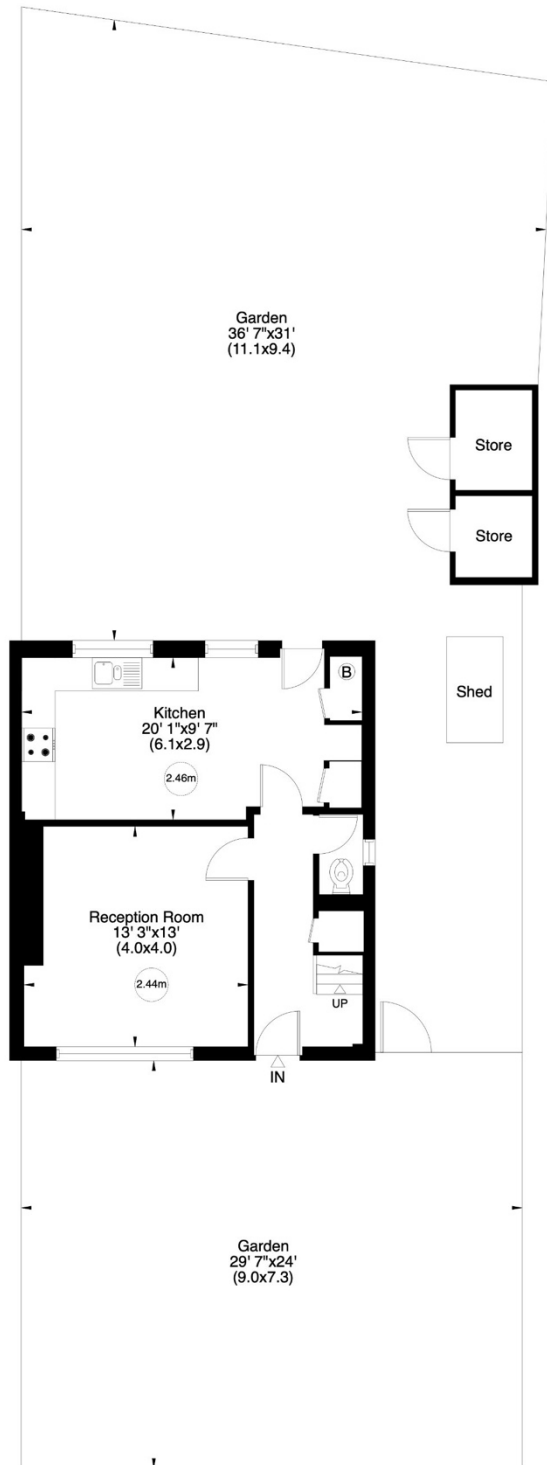 Garden
36' 7"x31'
(11.1x9.4)
Store
Store
Shed
B
Kitchen
20' 1"x9' 7"
(6.1x2.9)
2.46m
Reception Room
13' 3"x13'
(4.0x4.0)
2.44m
UP
IN
Garden
29' 7"x24'
(9.0x7.3)